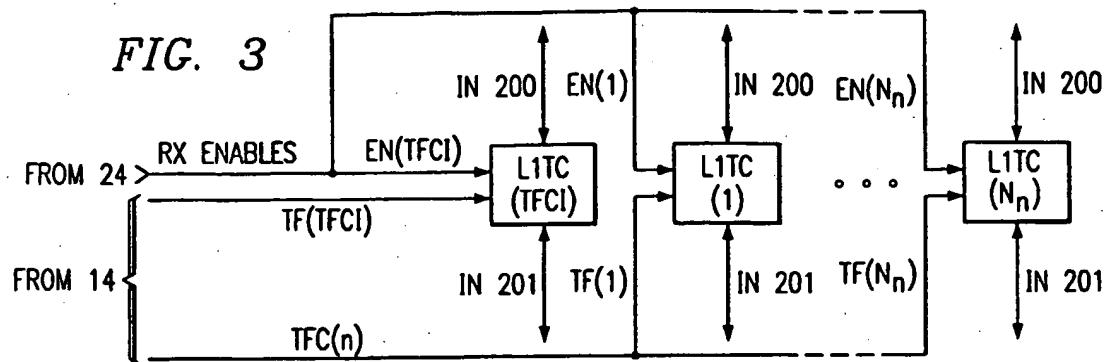 FIG. 3
IN 200
EN(1)
IN 200
EN(Nn)
IN 200
FROM 24
RX ENABLES
EN(TFCI)
L1TC
(TFCI)
L1TC
(1)
L1TC
(Nn)
TF(TFCI)
FROM 14
IN 201
TF(1)
IN 201
TF(Nn)
IN 201
TFC(n)